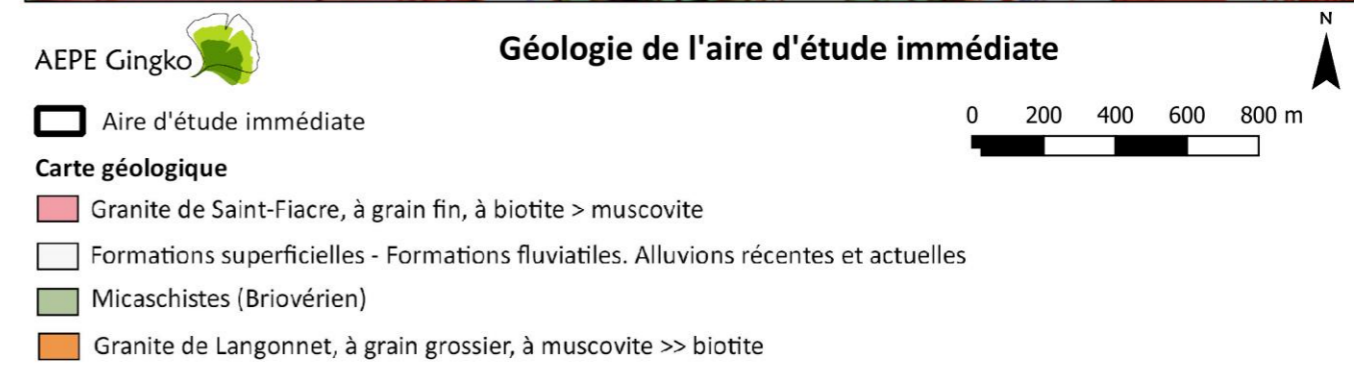 AEPE Gingko
Géologie de l'aire d'étude immédiate
N
Aire d'étude immédiate
0 200 400 600 800 m
Carte géologique
Granite de Saint-Fiacre, à grain fin, à biotite > muscovite
Formations superficielles - Formations fluviatiles. Alluvions récentes et actuelles
Micaschistes (Briovérien)
Granite de Langonnet, à grain grossier, à muscovite >> biotite